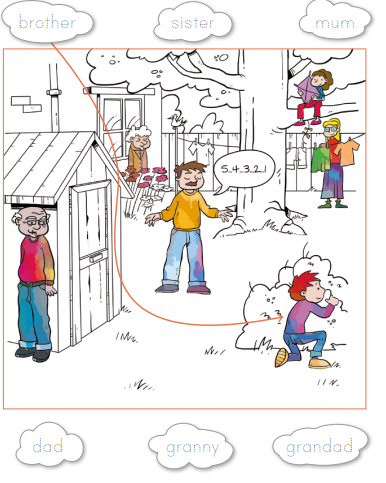 brother
sister
mum
5.4.3.2.1
dad
granny
grandad